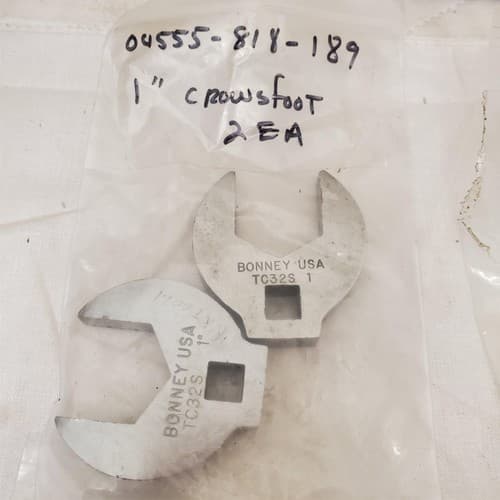 04555-818-189
1" CROWSFOOT
2 EA
BONNEY USA
TC32S 1
BONNEY USA
TC32S 1"